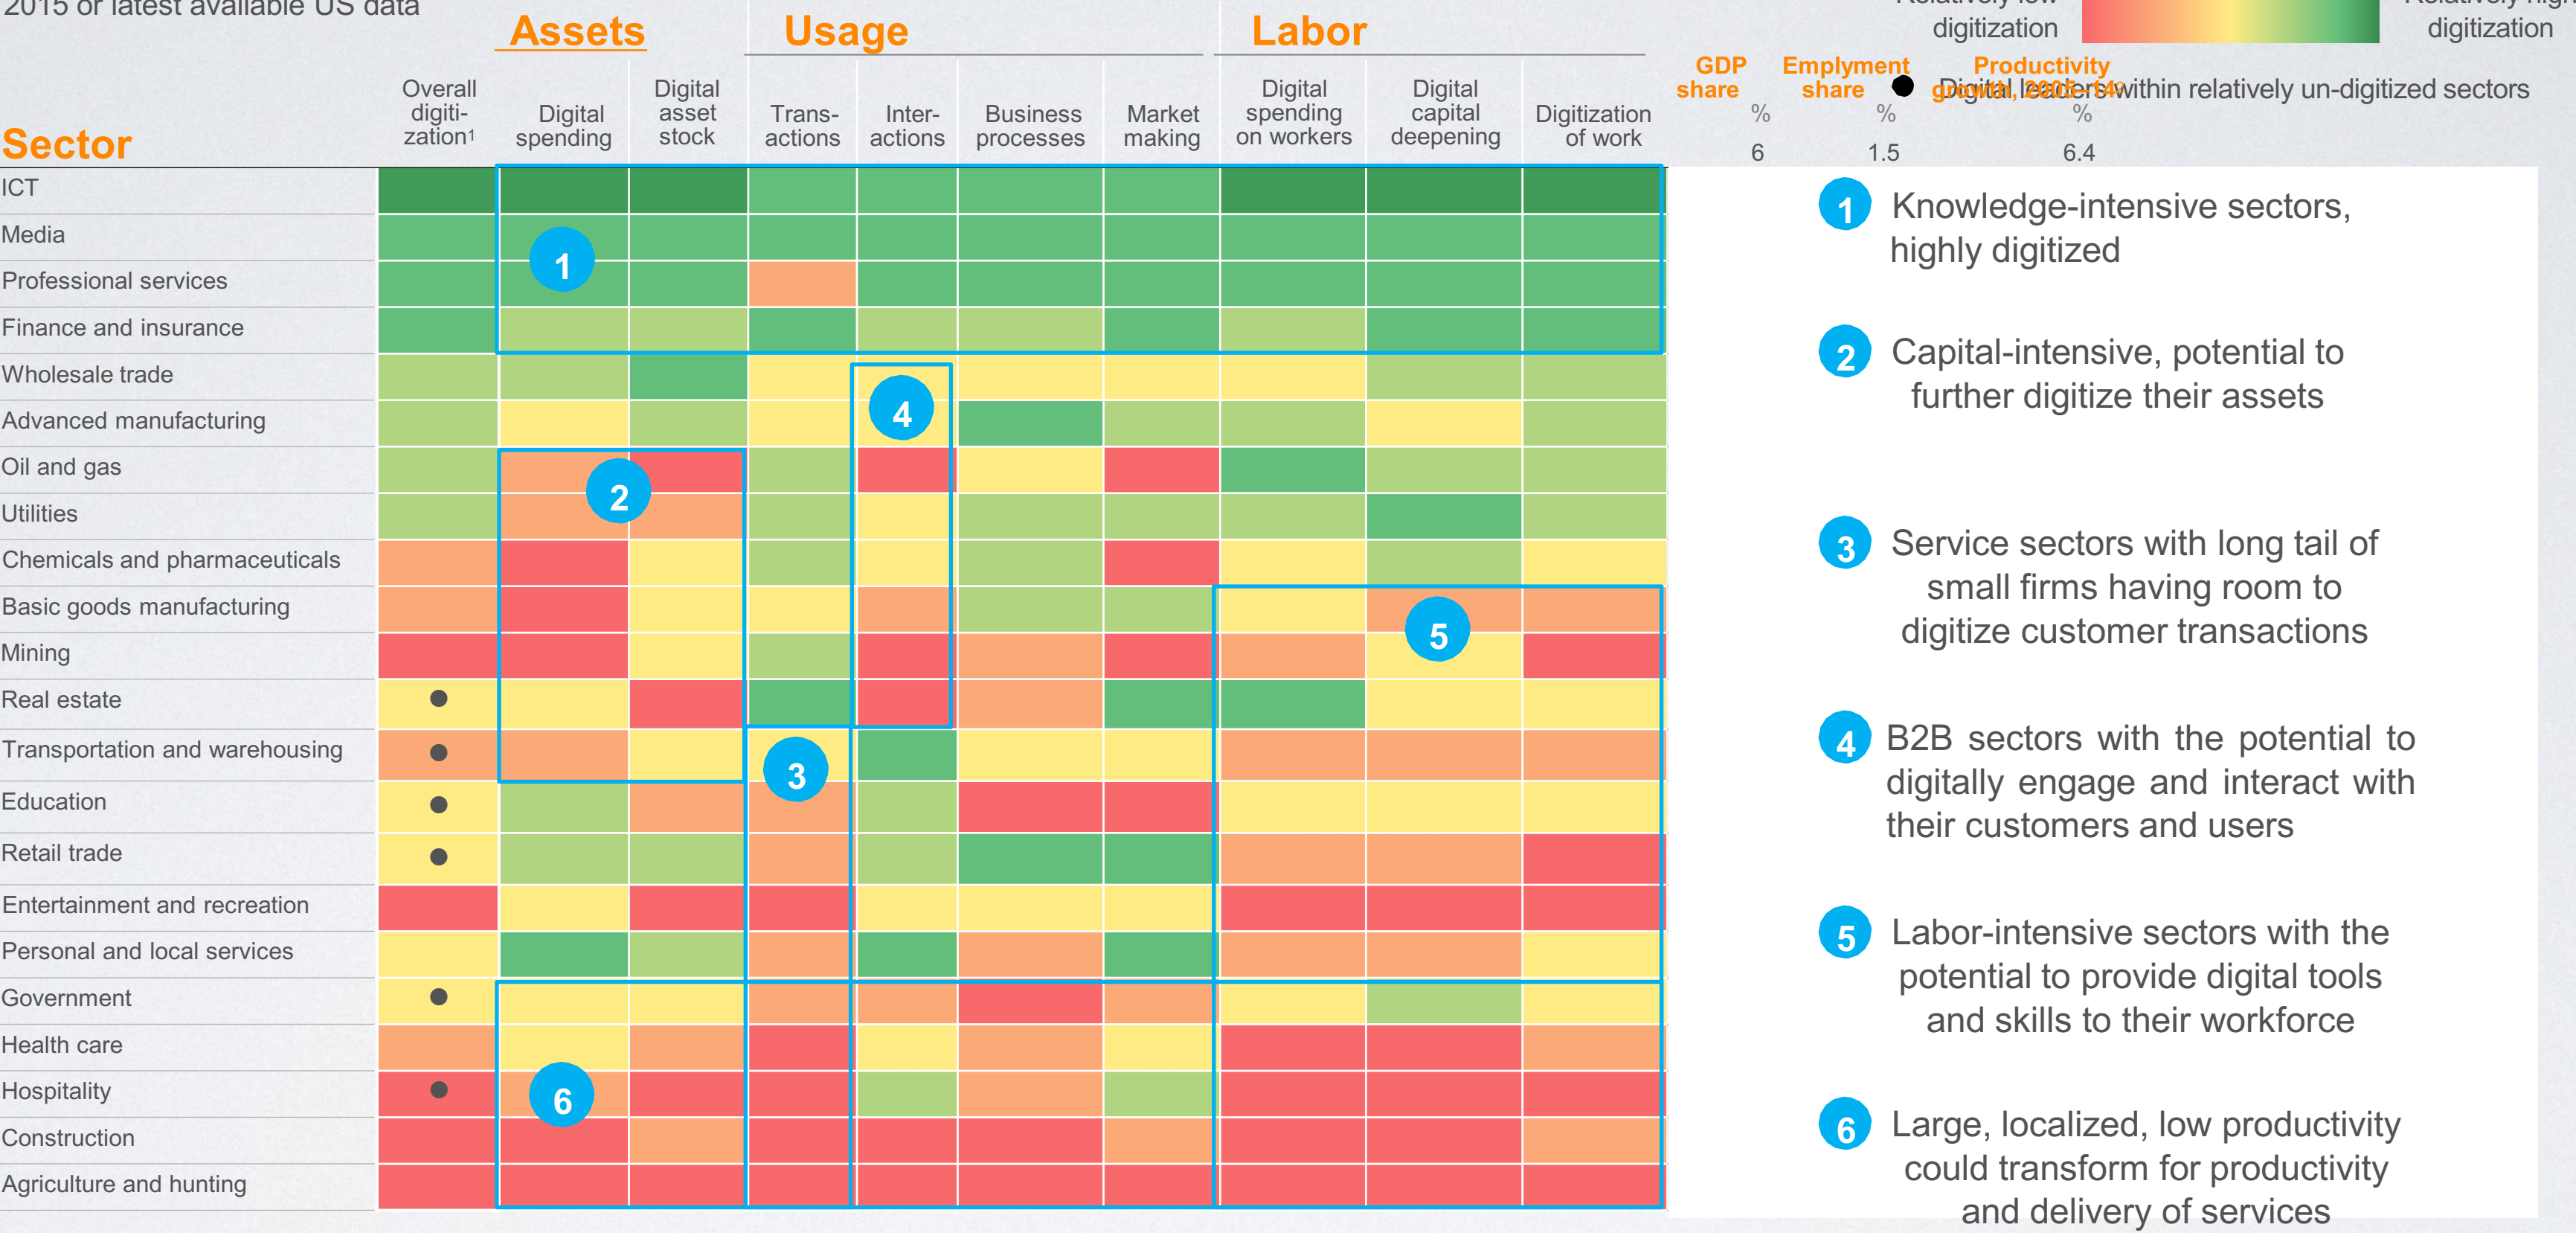 2015 or latest available US data
Relatively low digitization
Relatively high digitization
Assets
Usage
Labor
GDP share
Emplyment share
Productivity growth, 2005–14²
Digital leaders within relatively un-digitized sectors
Sector
Overall digiti-zation1
Digital spending
Digital asset stock
Trans-actions
Inter-actions
Business processes
Market making
Digital spending on workers
Digital capital deepening
Digitization of work
% % %
6 1.5 6.4
ICT
Media
Professional services
Finance and insurance
Wholesale trade
Advanced manufacturing
Oil and gas
Utilities
Chemicals and pharmaceuticals
Basic goods manufacturing
Mining
Real estate
Transportation and warehousing
Education
Retail trade
Entertainment and recreation
Personal and local services
Government
Health care
Hospitality
Construction
Agriculture and hunting
1
2
3
4
5
6
1 Knowledge-intensive sectors,
highly digitized
2 Capital-intensive, potential to
further digitize their assets
3 Service sectors with long tail of
small firms having room to
digitize customer transactions
4 B2B sectors with the potential to
digitally engage and interact with
their customers and users
5 Labor-intensive sectors with the
potential to provide digital tools
and skills to their workforce
6 Large, localized, low productivity
could transform for productivity
and delivery of services